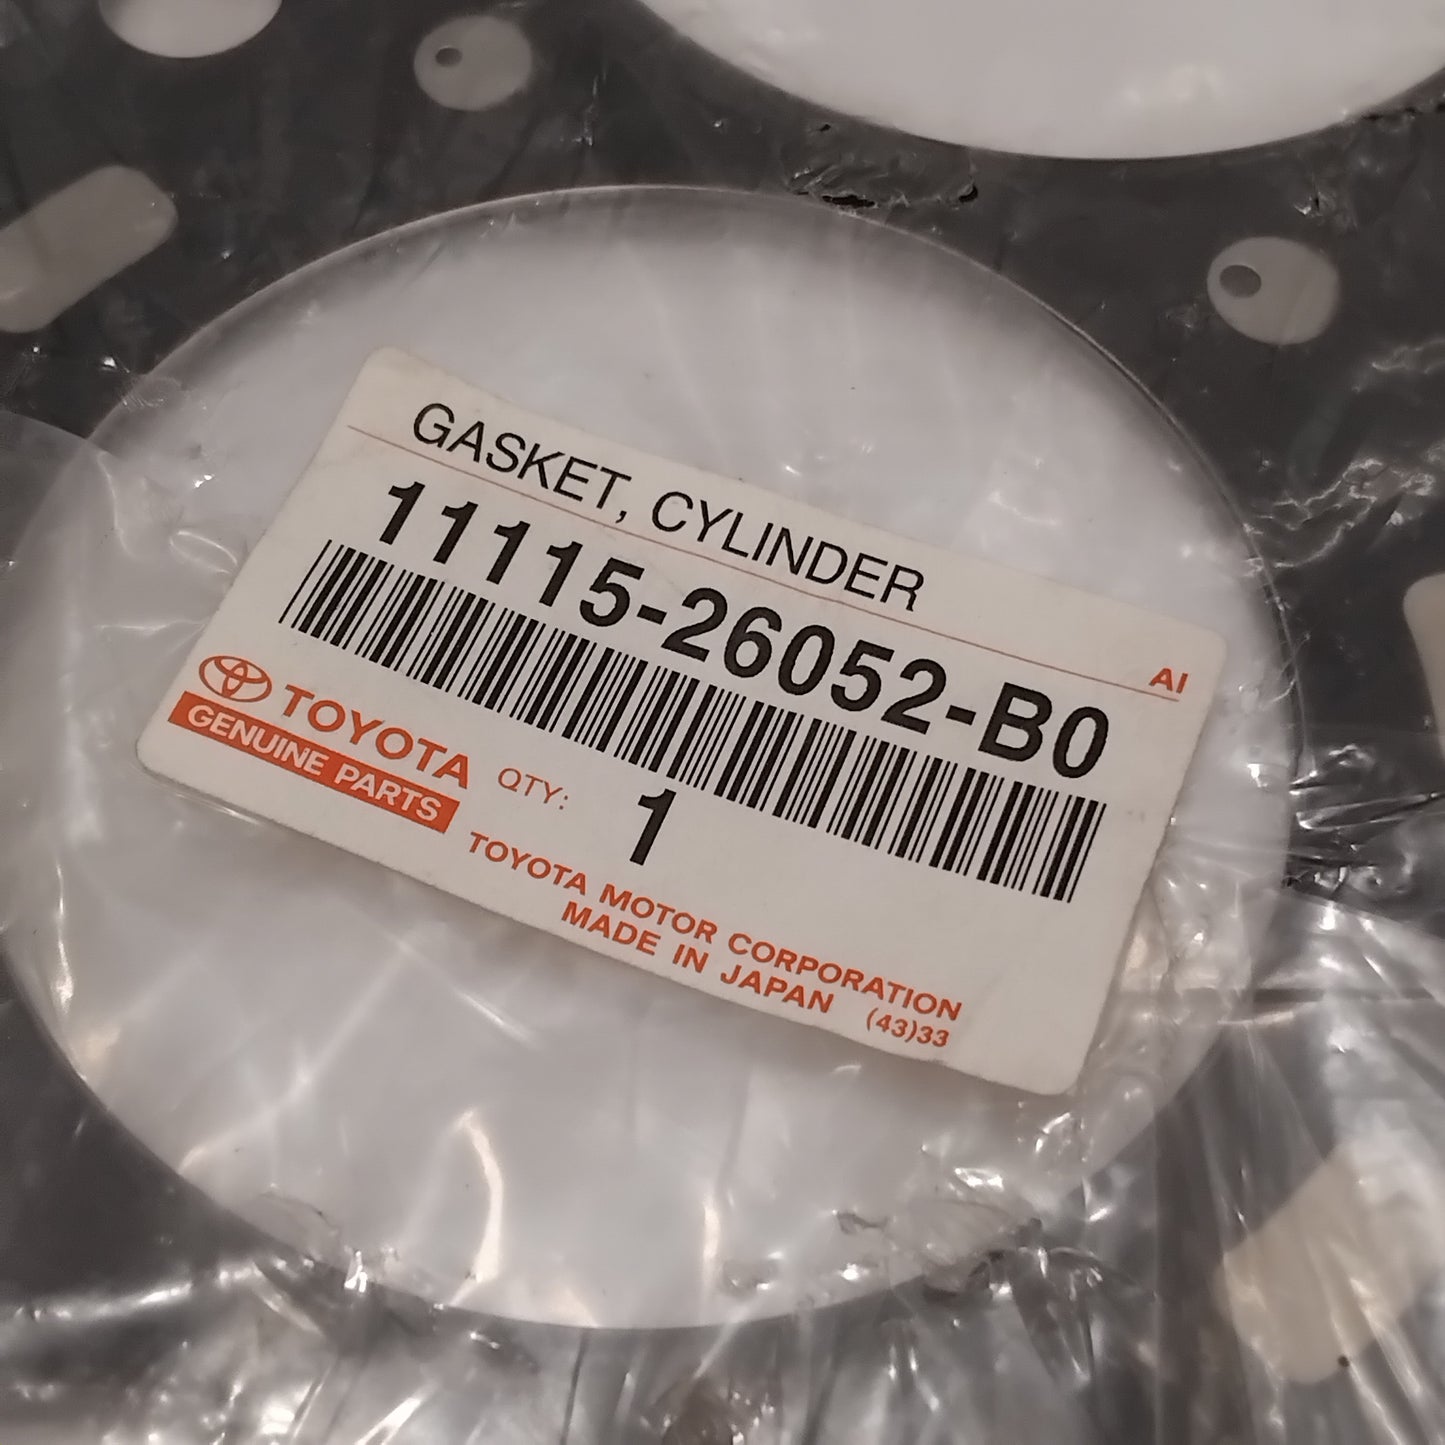 GASKET, CYLINDER
AI
11115-26052-B0
TOYOTA
GENUINE PARTS
QTY: 1
TOYOTA MOTOR CORPORATION
MADE IN JAPAN (43)33